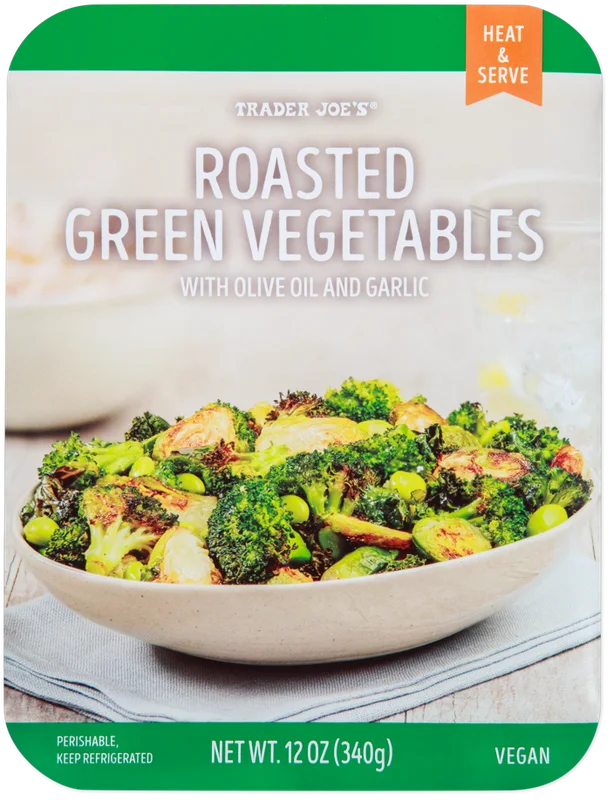 HEAT
&
SERVE
TRADER JOE'S®
ROASTED
GREEN VEGETABLES
WITH OLIVE OIL AND GARLIC
PERISHABLE,
KEEP REFRIGERATED
NET WT. 12 OZ (340g)
VEGAN